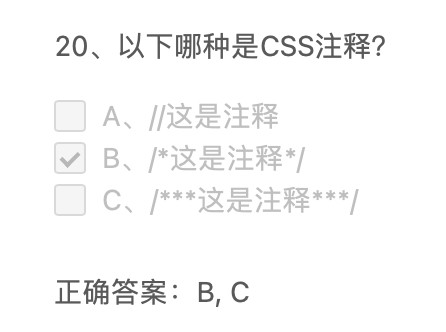 20、以下哪种是CSS注释?
A、//这是注释
B、/*这是注释*/
C、/***这是注释***/
正确答案：B, C